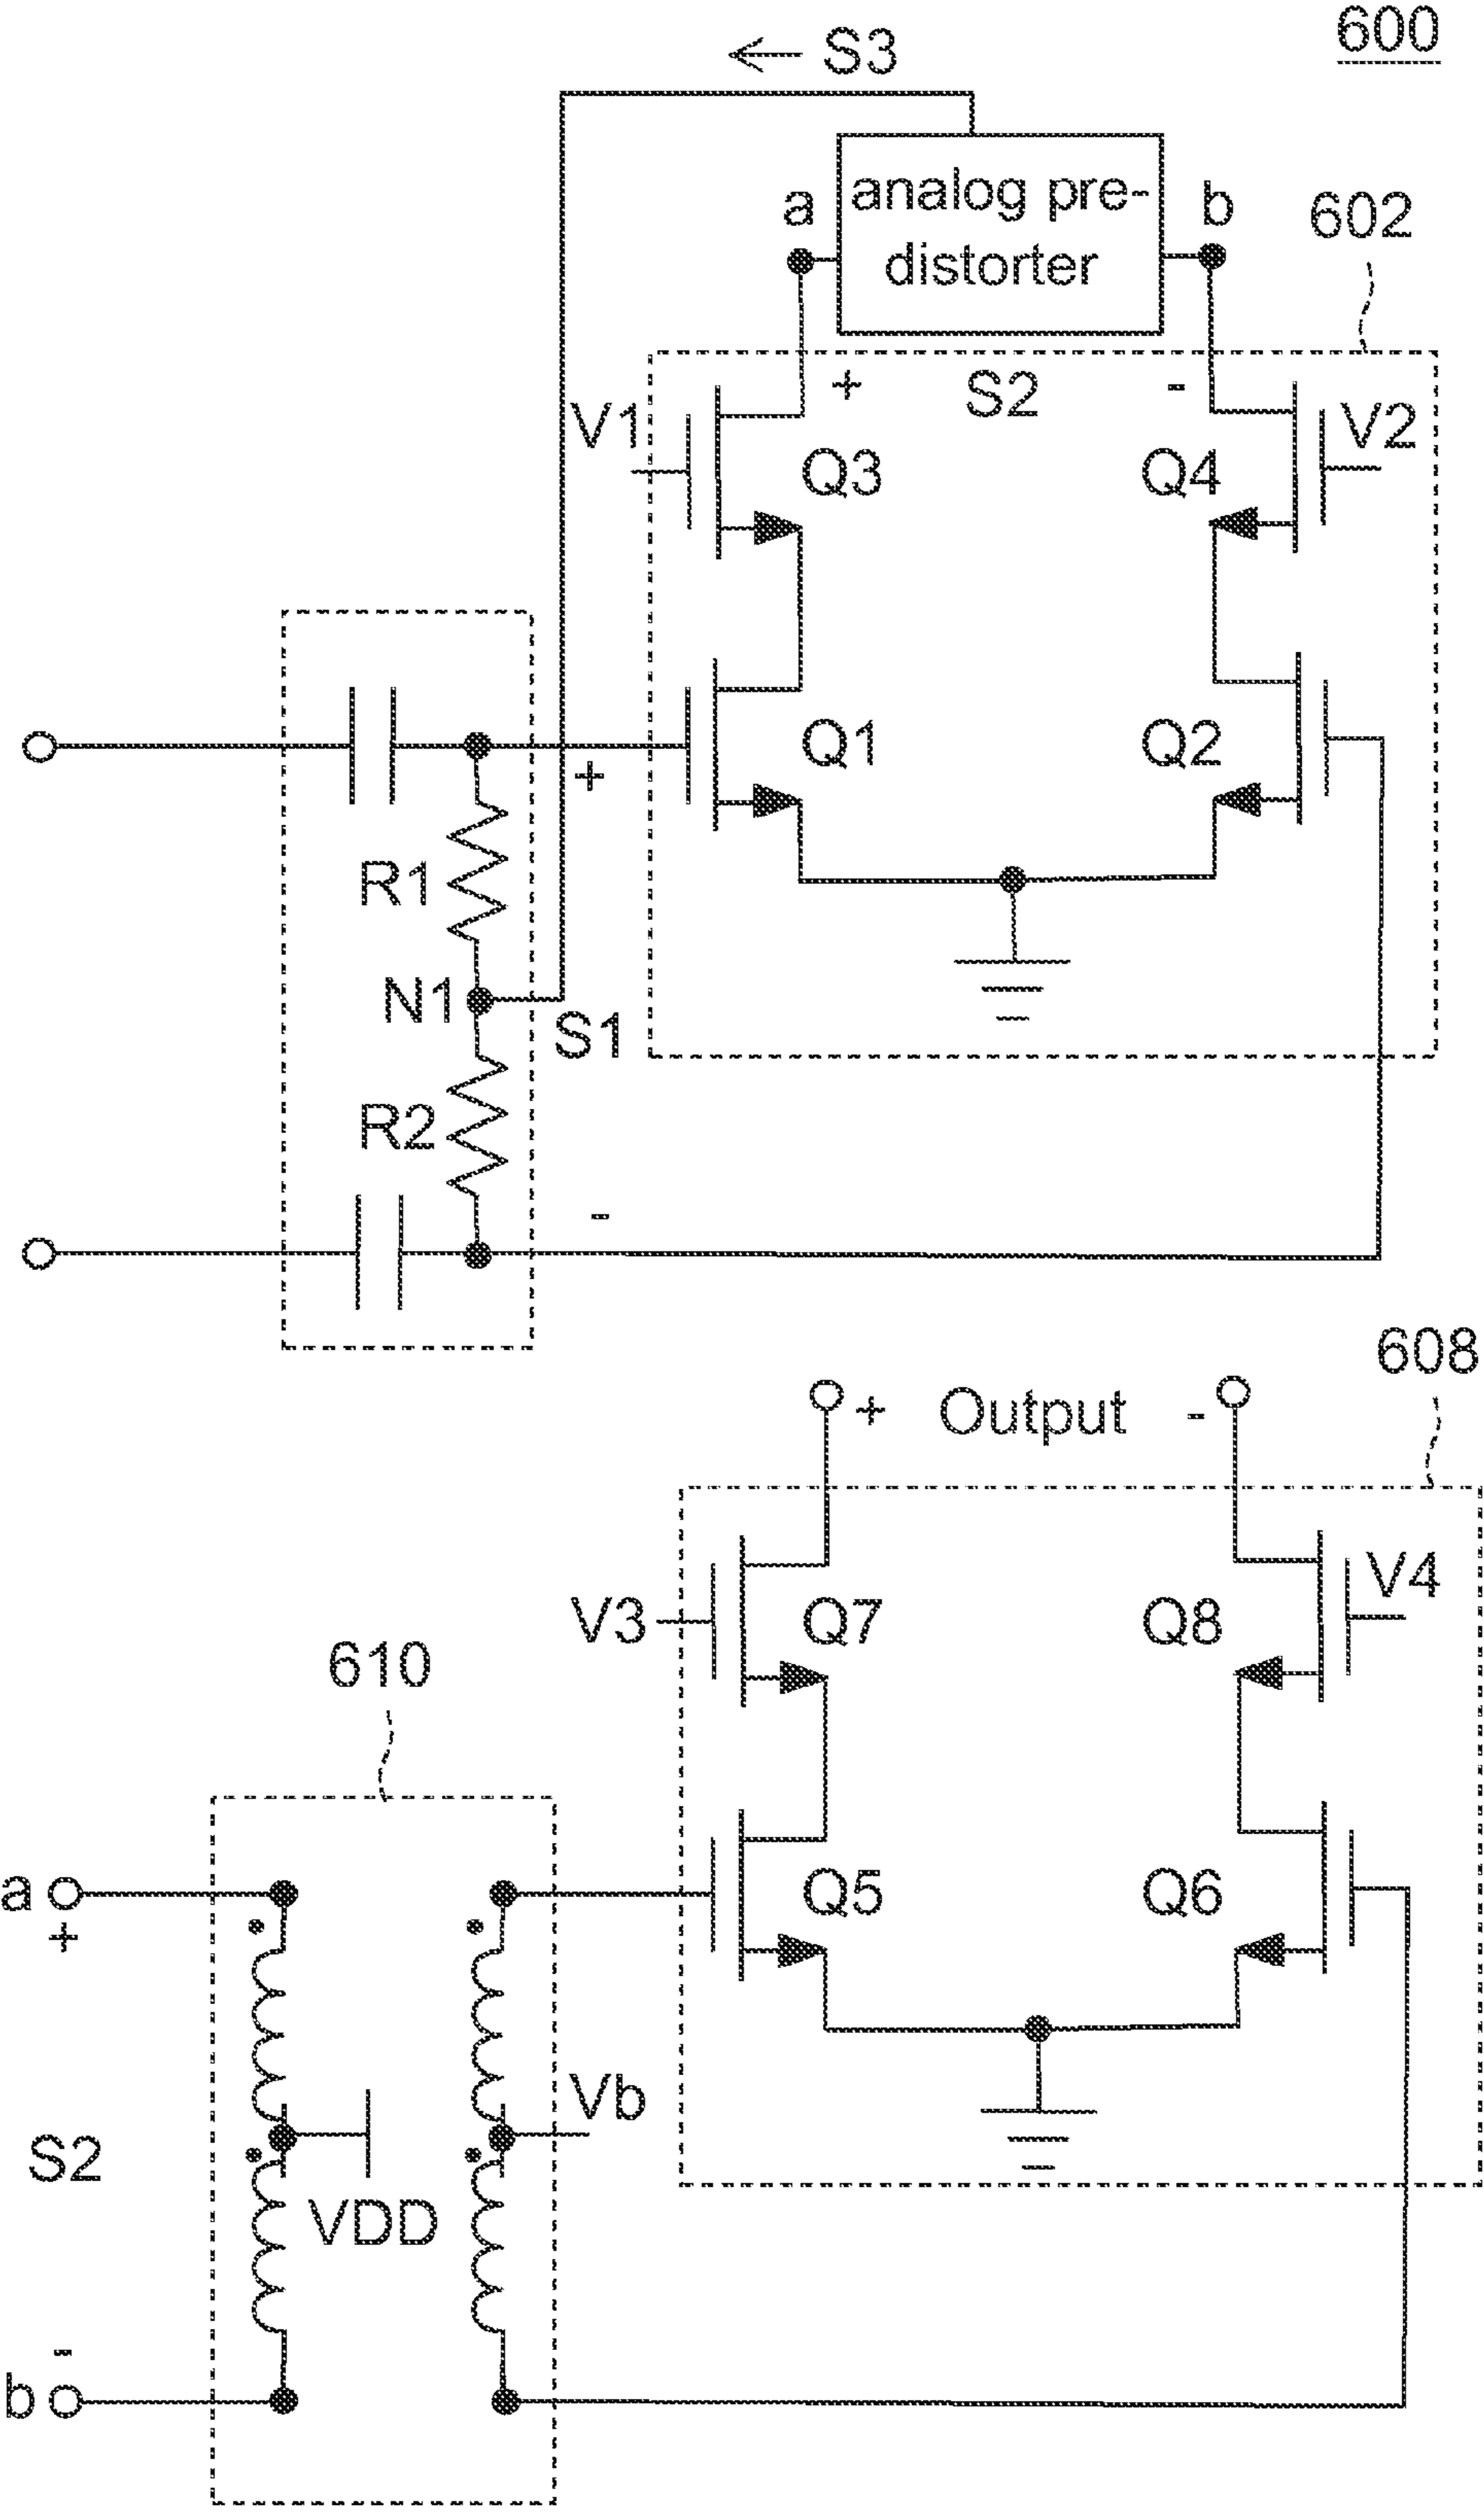 600
← S3
a
analog pre-
distorter
b
602
+
S2
-
V1
V2
Q3
Q4
Q1
Q2
+
R1
N1
S1
R2
-
608
+
Output
-
V4
V3
Q7
Q8
610
a
+
Q5
Q6
Vb
S2
VDD
-
b